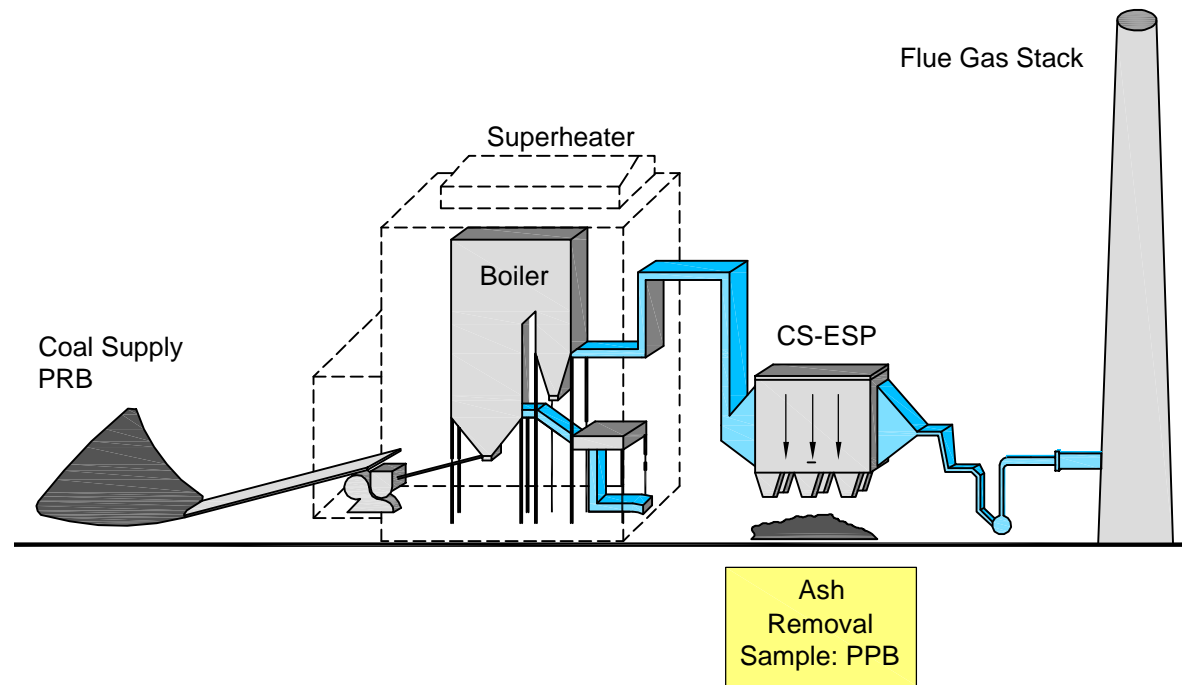 Flue Gas Stack
Superheater
Boiler
CS-ESP
Coal Supply
PRB
Ash
Removal
Sample: PPB